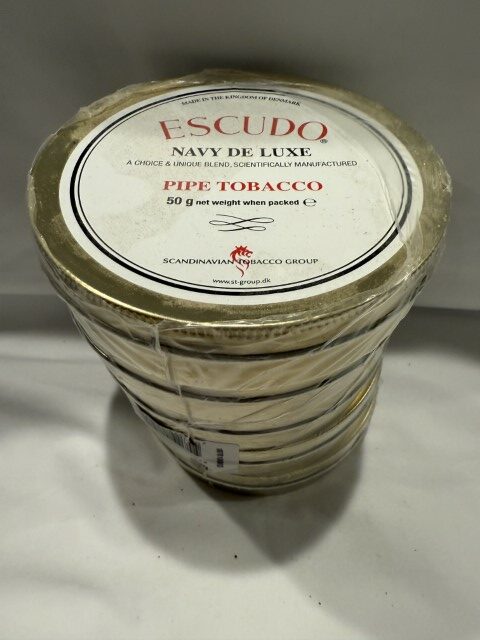 MADE IN THE KINGDOM OF DENMARK
ESCUDO®
NAVY DE LUXE
A CHOICE & UNIQUE BLEND, SCIENTIFICALLY MANUFACTURED
PIPE TOBACCO
50 g net weight when packed ℮
SCANDINAVIAN TOBACCO GROUP
www.st-group.dk